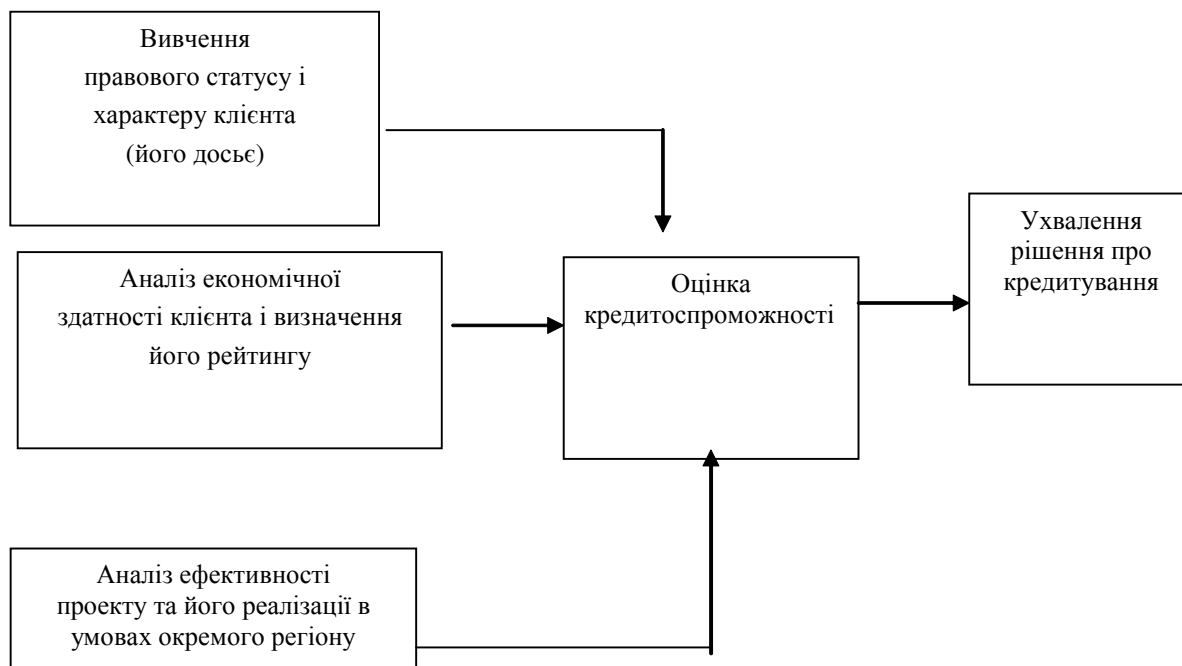 Вивчення
правового статусу і
характеру клієнта
(його досьє)
Аналіз економічної
здатності клієнта і визначення
його рейтингу
Аналіз ефективності
проекту та його реалізації в
умовах окремого регіону
Оцінка
кредитоспроможності
Ухвалення
рішення про
кредитування